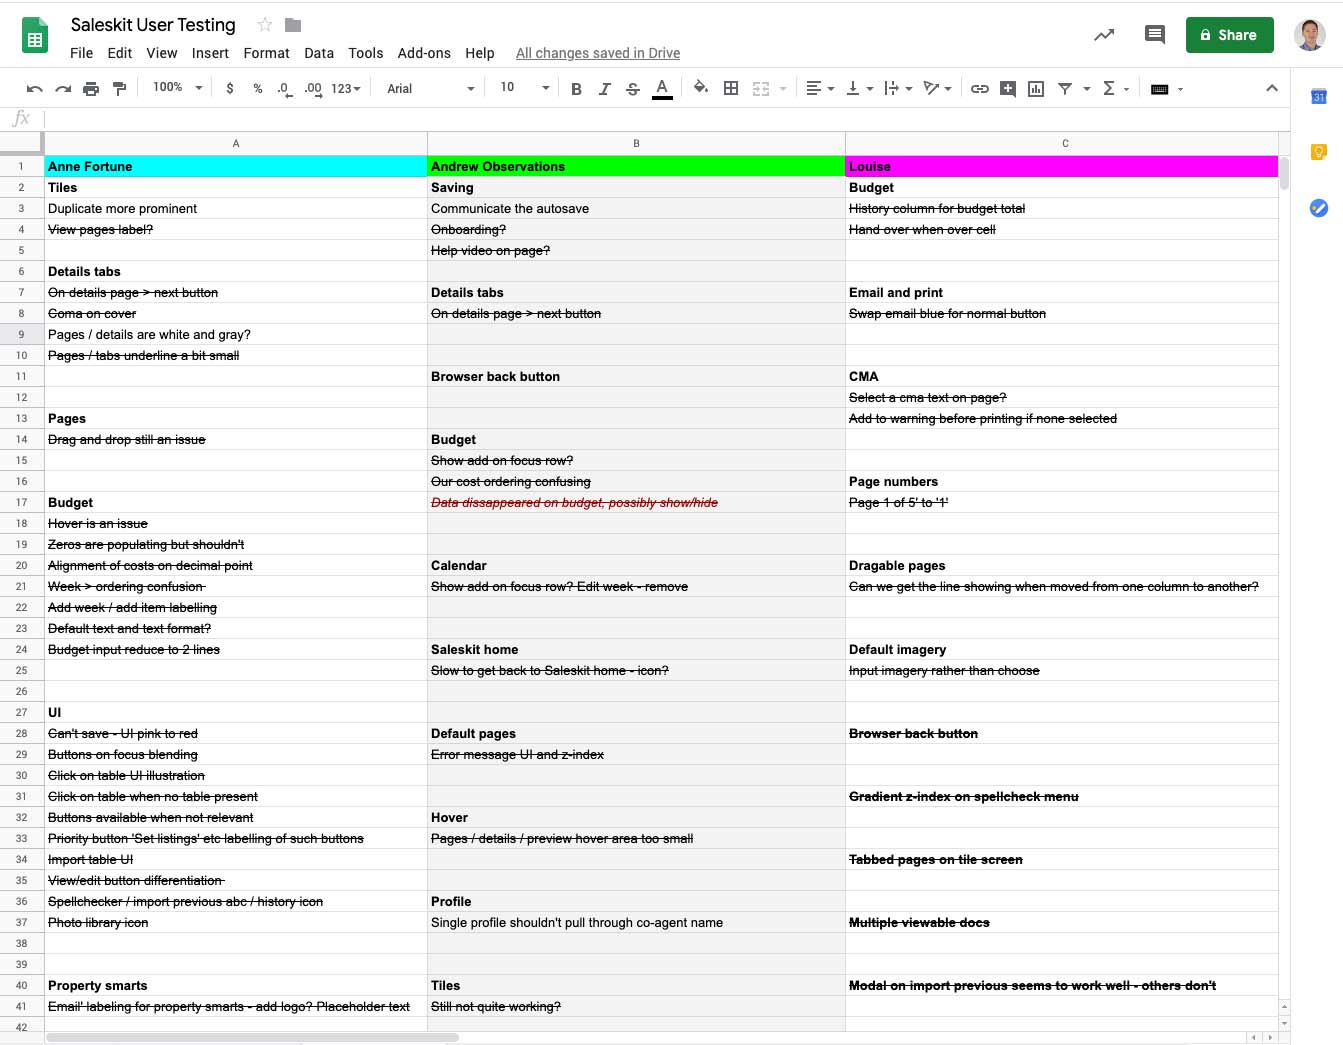 Saleskit User Testing
File Edit View Insert Format Data Tools Add-ons Help All changes saved in Drive
Share
100% $ % .0 .00 123 Arial 10 B I S A Σ
31
fx
A B C
1 Anne Fortune Andrew Observations Louise
2 Tiles Saving Budget
3 Duplicate more prominent Communicate the autosave History column for budget total
4 View pages label? Onboarding? Hand over when over cell
5 Help video on page?
6 Details tabs
7 On details page > next button Details tabs Email and print
8 Coma on cover On details page > next button Swap email blue for normal button
9 Pages / details are white and gray?
10 Pages / tabs underline a bit small
11 Browser back button CMA
12 Select a cma text on page?
13 Pages Add to warning before printing if none selected
14 Drag and drop still an issue Budget
15 Show add on focus row?
16 Our cost ordering confusing Page numbers
17 Budget Data dissappeared on budget, possibly show/hide Page 1 of 5' to '1'
18 Hover is an issue
19 Zeros are populating but shouldn't
20 Alignment of costs on decimal point Calendar Dragable pages
21 Week > ordering confusion Show add on focus row? Edit week - remove Can we get the line showing when moved from one column to another?
22 Add week / add item labelling
23 Default text and text format?
24 Budget input reduce to 2 lines Saleskit home Default imagery
25 Slow to get back to Saleskit home - icon? Input imagery rather than choose
26
27 UI
28 Can't save - UI pink to red Default pages Browser back button
29 Buttons on focus blending Error message UI and z-index
30 Click on table UI illustration
31 Click on table when no table present Gradient z-index on spellcheck menu
32 Buttons available when not relevant Hover
33 Priority button 'Set listings' etc labelling of such buttons Pages / details / preview hover area too small
34 Import table UI Tabbed pages on tile screen
35 View/edit button differentiation
36 Spellchecker / import previous abc / history icon Profile
37 Photo library icon Single profile shouldn't pull through co-agent name Multiple viewable docs
38
39
40 Property smarts Tiles Modal on import previous seems to work well - others don't
41 Email' labeling for property smarts - add logo? Placeholder text Still not quite working?
42